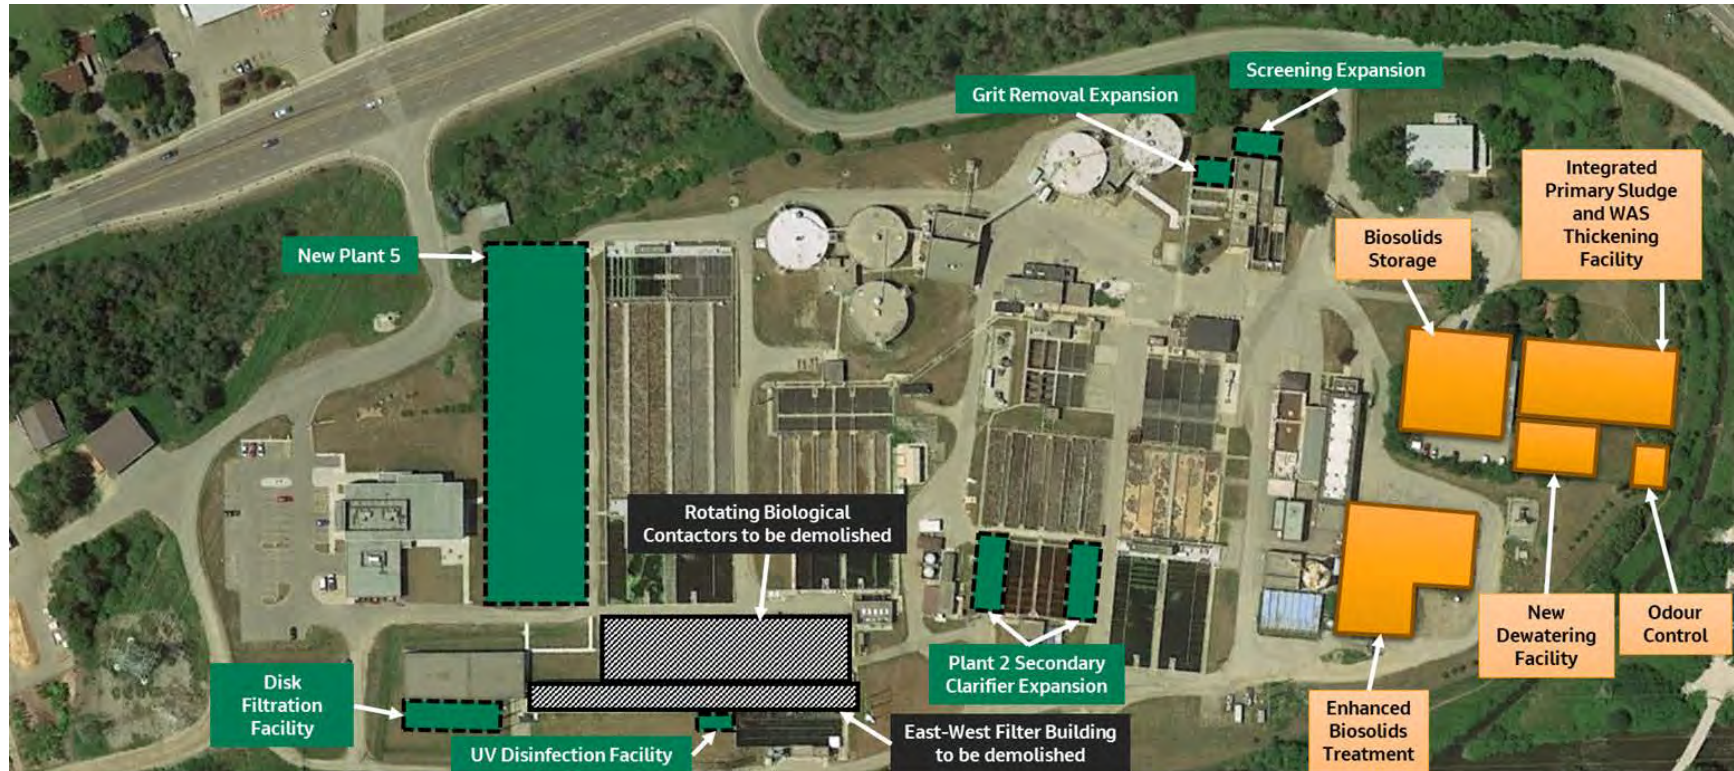 Screening Expansion
Grit Removal Expansion
Integrated
Primary Sludge
and WAS
Thickening
Facility
Biosolids
Storage
New Plant 5
Rotating Biological
Contactors to be demolished
New
Dewatering
Facility
Odour
Control
Plant 2 Secondary
Clarifier Expansion
Disk
Filtration
Facility
Enhanced
Biosolids
Treatment
East-West Filter Building
to be demolished
UV Disinfection Facility